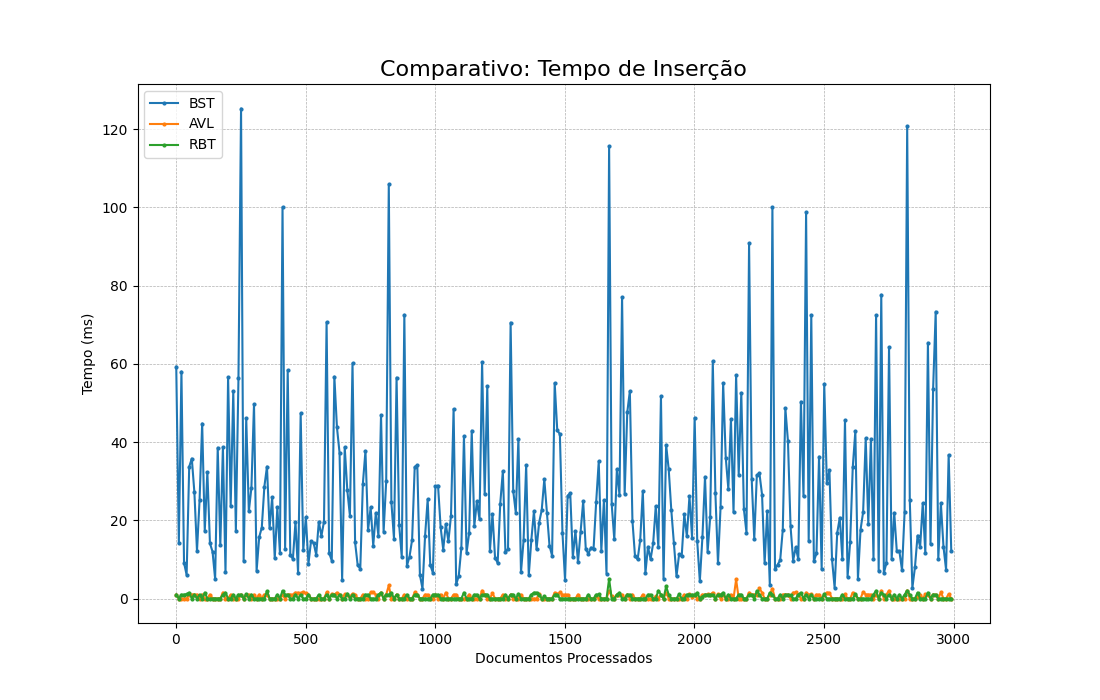 Comparativo: Tempo de Inserção
BST
AVL
RBT
Tempo (ms)
120
100
80
60
40
20
0
0 500 1000 1500 2000 2500 3000
Documentos Processados